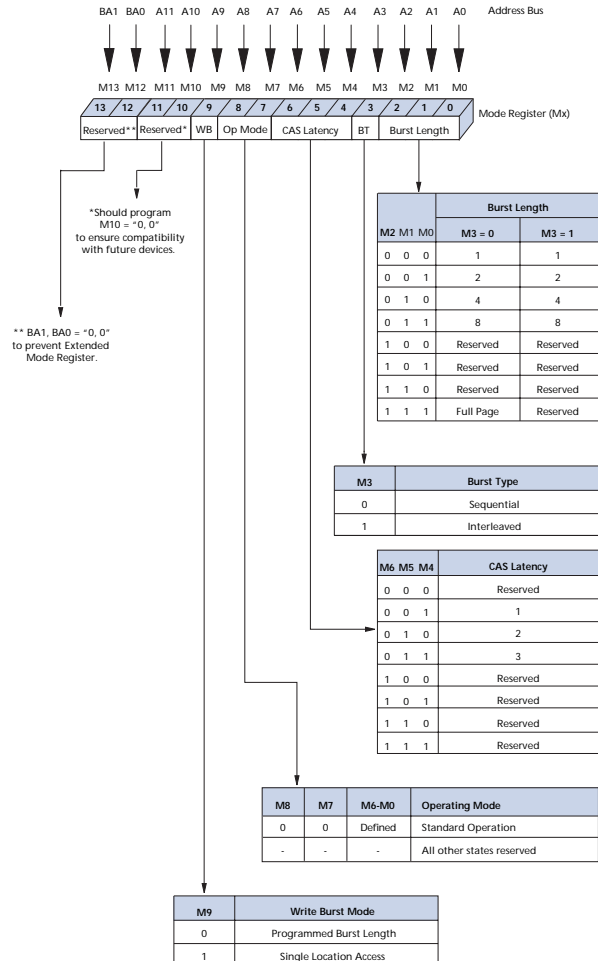 BA1 BA0 A11 A10 A9 A8 A7 A6 A5 A4 A3 A2 A1 A0 Address Bus
M13 M12 M11 M10 M9 M8 M7 M6 M5 M4 M3 M2 M1 M0
13 12 11 10 9 8 7 6 5 4 3 2 1 0 Mode Register (Mx)
Reserved** Reserved* WB Op Mode CAS Latency BT Burst Length
*Should program
M10 = “0, 0”
to ensure compatibility
with future devices.
** BA1, BA0 = “0, 0”
to prevent Extended
Mode Register.
Burst Length
M2 M1 M0 M3 = 0 M3 = 1
0 0 0 1 1
0 0 1 2 2
0 1 0 4 4
0 1 1 8 8
1 0 0 Reserved Reserved
1 0 1 Reserved Reserved
1 1 0 Reserved Reserved
1 1 1 Full Page Reserved
M3 Burst Type
0 Sequential
1 Interleaved
M6 M5 M4 CAS Latency
0 0 0 Reserved
0 0 1 1
0 1 0 2
0 1 1 3
1 0 0 Reserved
1 0 1 Reserved
1 1 0 Reserved
1 1 1 Reserved
M8 M7 M6-M0 Operating Mode
0 0 Defined Standard Operation
- - - All other states reserved
M9 Write Burst Mode
0 Programmed Burst Length
1 Single Location Access